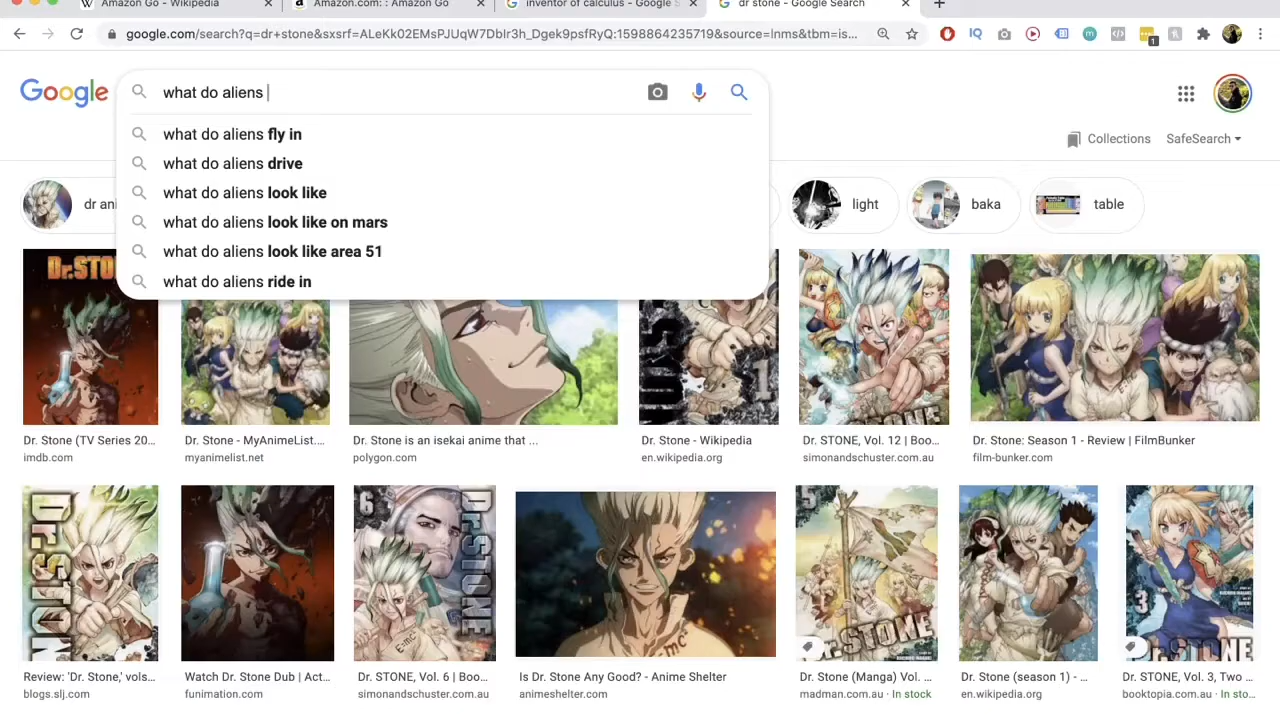 Amazon Go - Wikipedia
Amazon.com: : Amazon Go
inventor of calculus - Google S
dr stone - Google Search
google.com/search?q=dr+stone&sxsrf=ALeKk02EMsPJUqW7Dblr3h_Dgek9psfRyQ:1598864235719&source=lnms&tbm=is...
Google
what do aliens
what do aliens fly in
what do aliens drive
what do aliens look like
what do aliens look like on mars
what do aliens look like area 51
what do aliens ride in
Collections SafeSearch
dr ani
light
baka
table
Dr. Stone (TV Series 20...
imdb.com
Dr. Stone - MyAnimeList....
myanimelist.net
Dr. Stone is an isekai anime that ...
polygon.com
Dr. Stone - Wikipedia
en.wikipedia.org
Dr. STONE, Vol. 12 | Boo...
simonandschuster.com.au
Dr. Stone: Season 1 - Review | FilmBunker
film-bunker.com
Review: 'Dr. Stone,' vols...
blogs.slj.com
Watch Dr. Stone Dub | Act...
funimation.com
Dr. STONE, Vol. 6 | Boo...
simonandschuster.com.au
Is Dr. Stone Any Good? - Anime Shelter
animeshelter.com
Dr. Stone (Manga) Vol. ...
madman.com.au · In stock
Dr. Stone (season 1) - ...
en.wikipedia.org
Dr. STONE, Vol. 3, Two ...
booktopia.com.au · In sto...